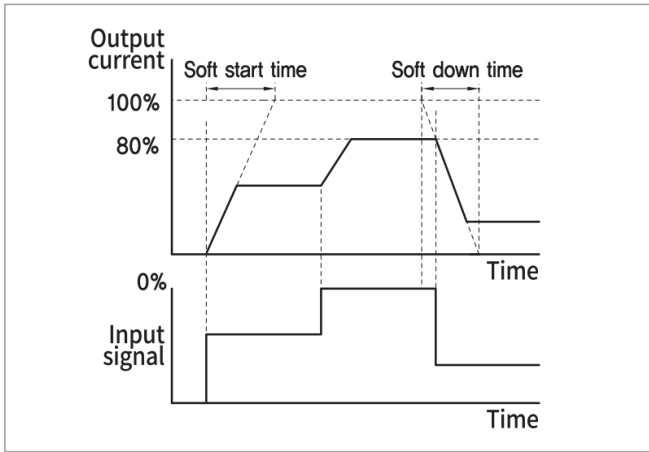 Output
current
Soft start time
Soft down time
100%
80%
Time
0%
Input
signal
Time